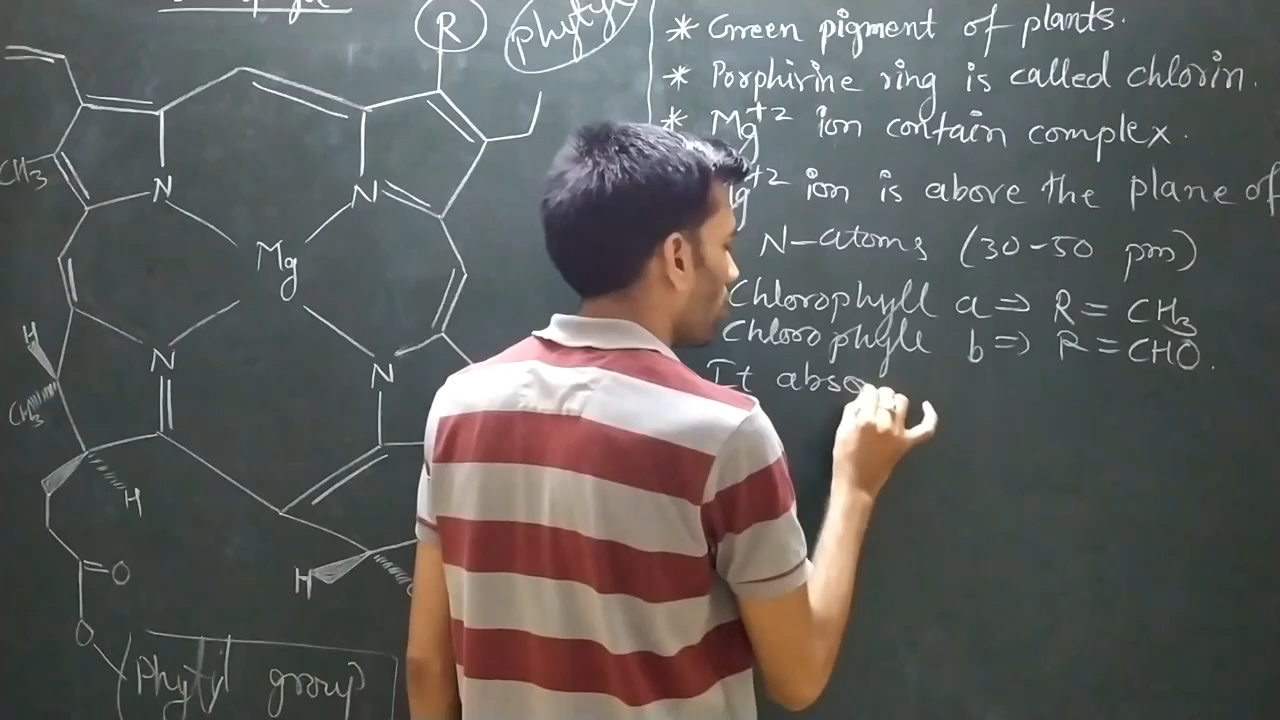 R
phytyl
* Green pigment of plants.
* Porphirine ring is called chlorin.
* Mg+2 ion contain complex.
Mg+2 ion is above the plane of
N-atoms (30-50 pm)
Chlorophyll a => R = CH3
Chlorophyll b => R = CHO.
It abso
CH3
N
N
Mg
N
N
H
CH3
H
O
H
O
Phytyl group